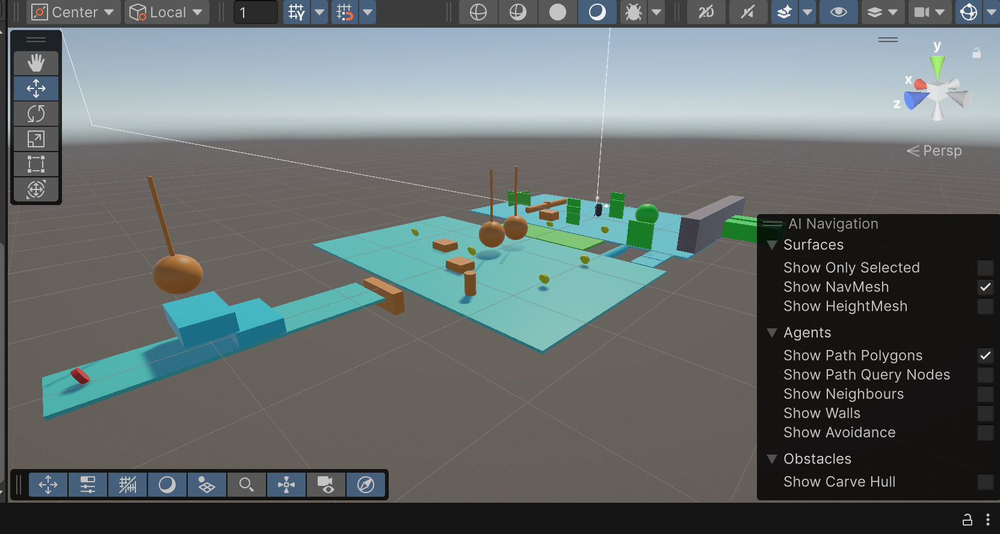 Center
Local
1
2D
y
x
z
Persp
AI Navigation
Surfaces
Show Only Selected
Show NavMesh
Show HeightMesh
Agents
Show Path Polygons
Show Path Query Nodes
Show Neighbours
Show Walls
Show Avoidance
Obstacles
Show Carve Hull